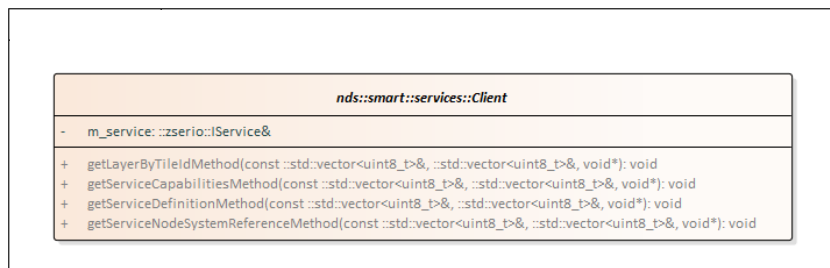 nds::smart::services::Client
- m_service: ::zserio::IService&
+ getLayerByTileIdMethod(const ::std::vector<uint8_t>&, ::std::vector<uint8_t>&, void*): void
+ getServiceCapabilitiesMethod(const ::std::vector<uint8_t>&, ::std::vector<uint8_t>&, void*): void
+ getServiceDefinitionMethod(const ::std::vector<uint8_t>&, ::std::vector<uint8_t>&, void*): void
+ getServiceNodeSystemReferenceMethod(const ::std::vector<uint8_t>&, ::std::vector<uint8_t>&, void*): void